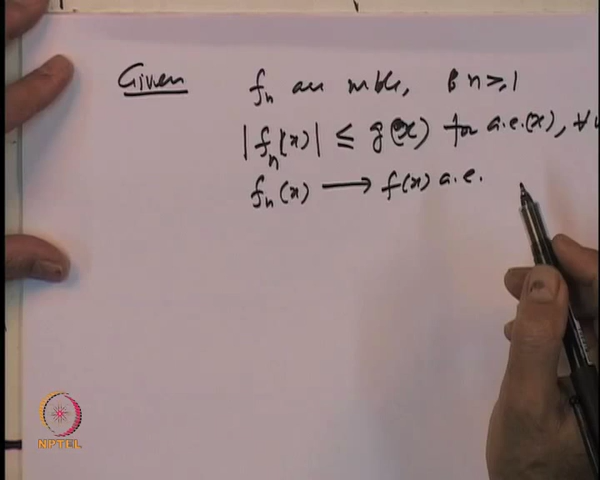 Given fn are mble, ∀ n ≥ 1
|fn(x)| ≤ g(x) for a.e.(x), ∀
fn(x) ⟶ f(x) a.e.
NPTEL